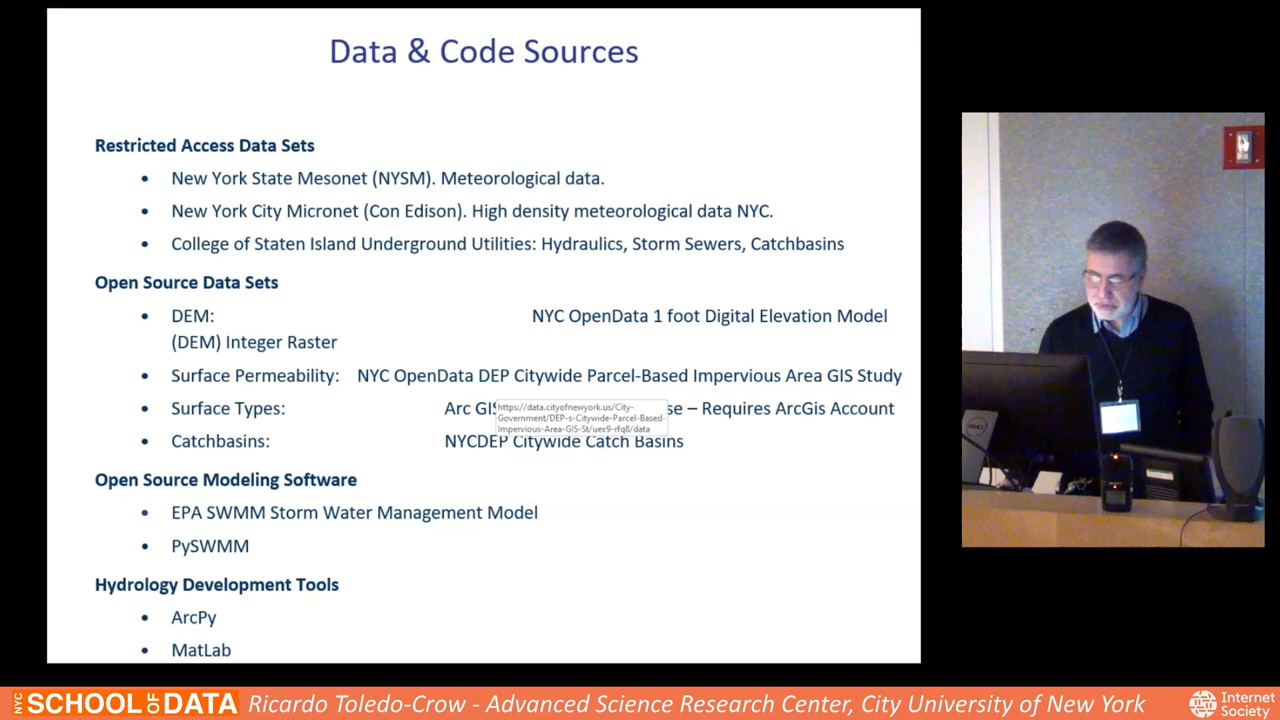 Data & Code Sources
Restricted Access Data Sets
• New York State Mesonet (NYSM). Meteorological data.
• New York City Micronet (Con Edison). High density meteorological data NYC.
• College of Staten Island Underground Utilities: Hydraulics, Storm Sewers, Catchbasins
Open Source Data Sets
• DEM: NYC OpenData 1 foot Digital Elevation Model
(DEM) Integer Raster
• Surface Permeability: NYC OpenData DEP Citywide Parcel-Based Impervious Area GIS Study
• Surface Types: Arc GIS – Requires ArcGis Account
https://data.cityofnewyork.us/City-
Government/DEP-s-Citywide-Parcel-Based-
Impervious-Area-GIS-St/uex9-rfq8/data
• Catchbasins: NYCDEP Citywide Catch Basins
Open Source Modeling Software
• EPA SWMM Storm Water Management Model
• PySWMM
Hydrology Development Tools
• ArcPy
• MatLab
DELL
NYC SCHOOL OF DATA Ricardo Toledo-Crow - Advanced Science Research Center, City University of New York Internet
Society